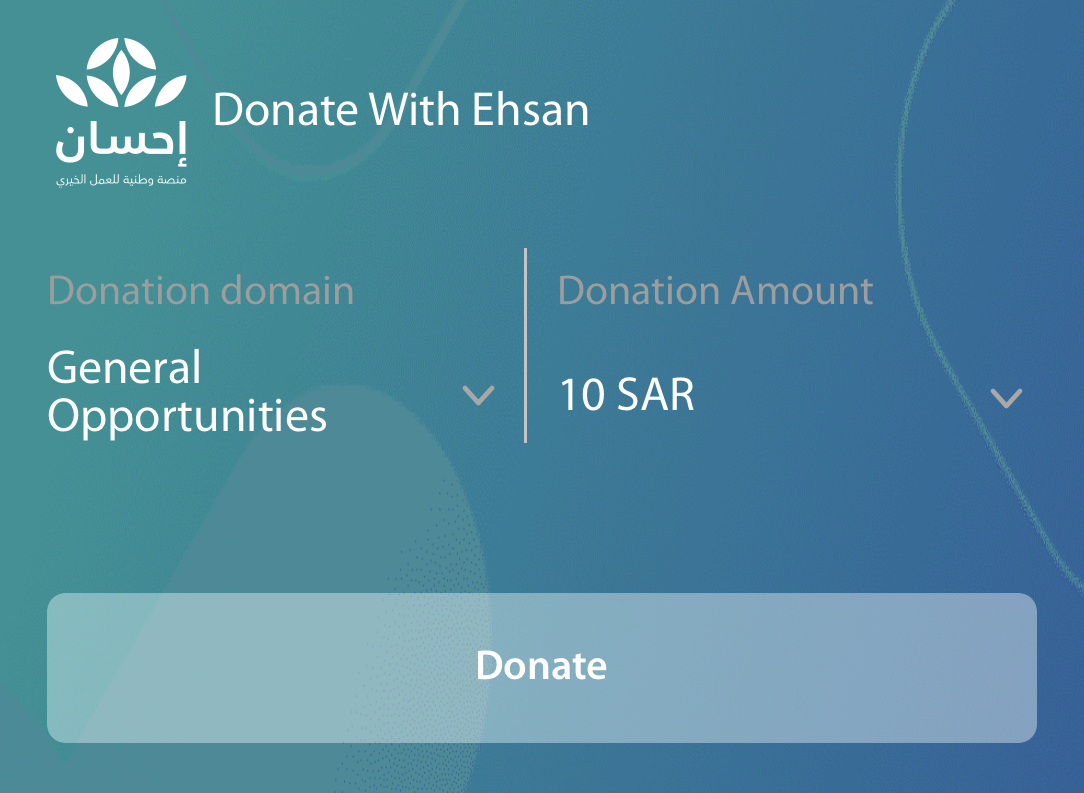 إحسان
منصة وطنية للعمل الخيري
Donate With Ehsan
Donation domain
General
Opportunities
Donation Amount
10 SAR
Donate